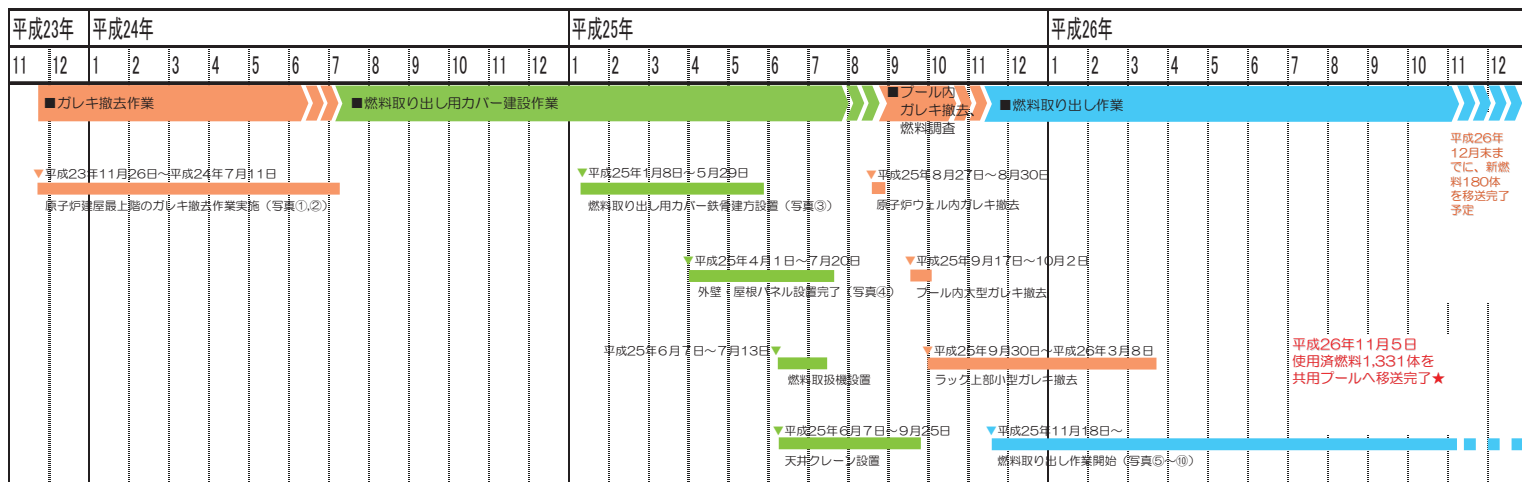 平成23年 平成24年 平成25年 平成26年
11 12 1 2 3 4 5 6 7 8 9 10 11 12 1 2 3 4 5 6 7 8 9 10 11 12 1 2 3 4 5 6 7 8 9 10 11 12
■ガレキ撤去作業
■燃料取り出し用カバー建設作業
■プール内
ガレキ撤去、
燃料調査
■燃料取り出し作業
平成26年
12月末ま
でに、新燃
料180体
を移送完了
予定
▼平成23年11月26日～平成24年7月11日
原子炉建屋最上階のガレキ撤去作業実施（写真①,②）
▼平成25年1月8日～5月29日
燃料取り出し用カバー鉄骨建方設置（写真③）
▼平成25年8月27日～8月30日
原子炉ウェル内ガレキ撤去
▼平成25年4月1日～7月20日
外壁・屋根パネル設置完了（写真④）
▼平成25年9月17日～10月2日
プール内大型ガレキ撤去
平成25年6月7日～7月13日▼
燃料取扱機設置
▼平成25年9月30日～平成26年3月8日
ラック上部小型ガレキ撤去
平成26年11月5日
使用済燃料1,331体を
共用プールへ移送完了★
▼平成25年6月7日～9月25日
天井クレーン設置
▼平成25年11月18日～
燃料取り出し作業開始（写真⑤～⑩）